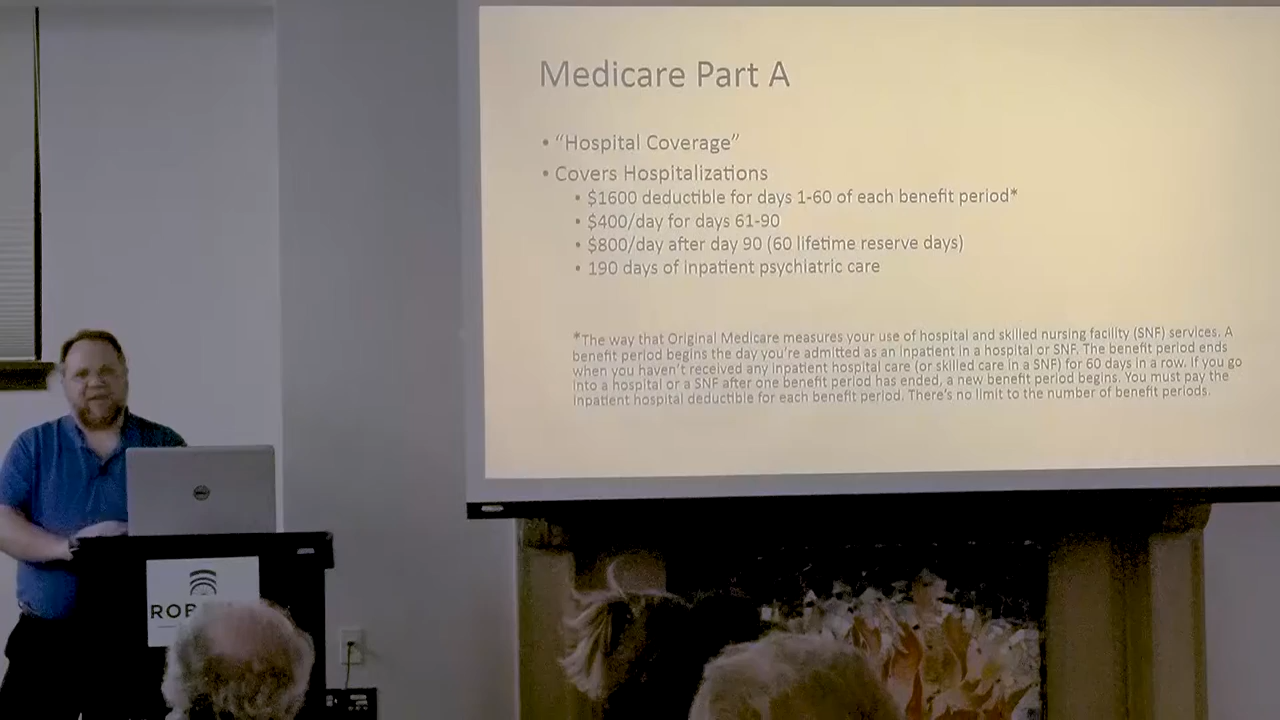 Medicare Part A
• "Hospital Coverage"
• Covers Hospitalizations
• $1600 deductible for days 1-60 of each benefit period*
• $400/day for days 61-90
• $800/day after day 90 (60 lifetime reserve days)
• 190 days of inpatient psychiatric care
*The way that Original Medicare measures your use of hospital and skilled nursing facility (SNF) services. A
benefit period begins the day you're admitted as an inpatient in a hospital or SNF. The benefit period ends
when you haven't received any inpatient hospital care (or skilled care in a SNF) for 60 days in a row. If you go
into a hospital or a SNF after one benefit period has ended, a new benefit period begins. You must pay the
inpatient hospital deductible for each benefit period. There's no limit to the number of benefit periods.
DELL